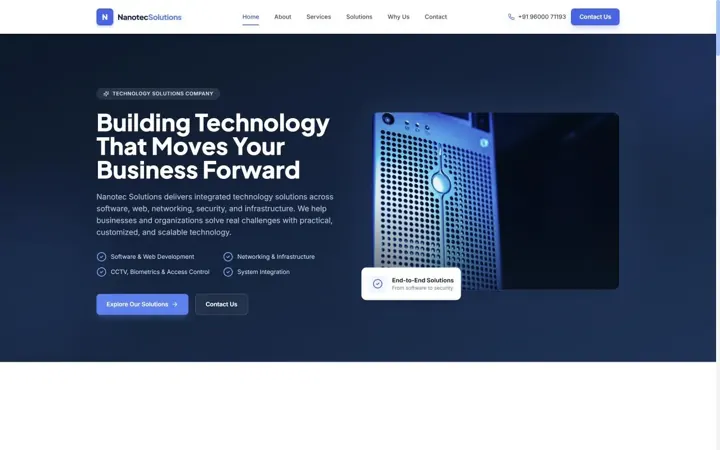 N NanotecSolutions
Home About Services Solutions Why Us Contact
+91 96000 71193
Contact Us
TECHNOLOGY SOLUTIONS COMPANY
Building Technology
That Moves Your
Business Forward
Nanotec Solutions delivers integrated technology solutions across
software, web, networking, security, and infrastructure. We help
businesses and organizations solve real challenges with practical,
customized, and scalable technology.
Software & Web Development
Networking & Infrastructure
CCTV, Biometrics & Access Control
System Integration
Explore Our Solutions →
Contact Us
End-to-End Solutions
From software to security